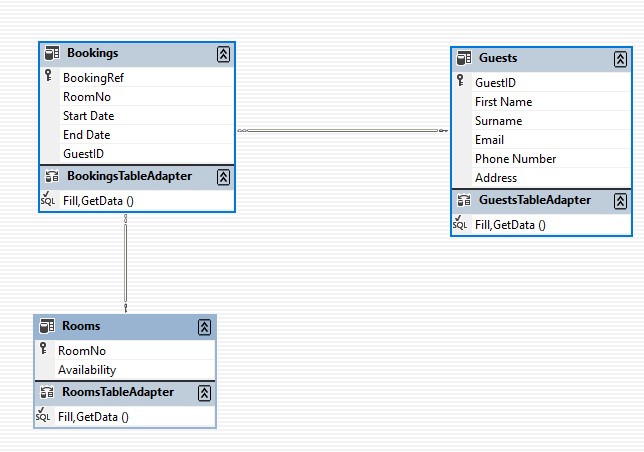 Bookings
BookingRef
RoomNo
Start Date
End Date
GuestID
BookingsTableAdapter
SQL Fill,GetData ()
Guests
GuestID
First Name
Surname
Email
Phone Number
Address
GuestsTableAdapter
SQL Fill,GetData ()
Rooms
RoomNo
Availability
RoomsTableAdapter
SQL Fill,GetData ()